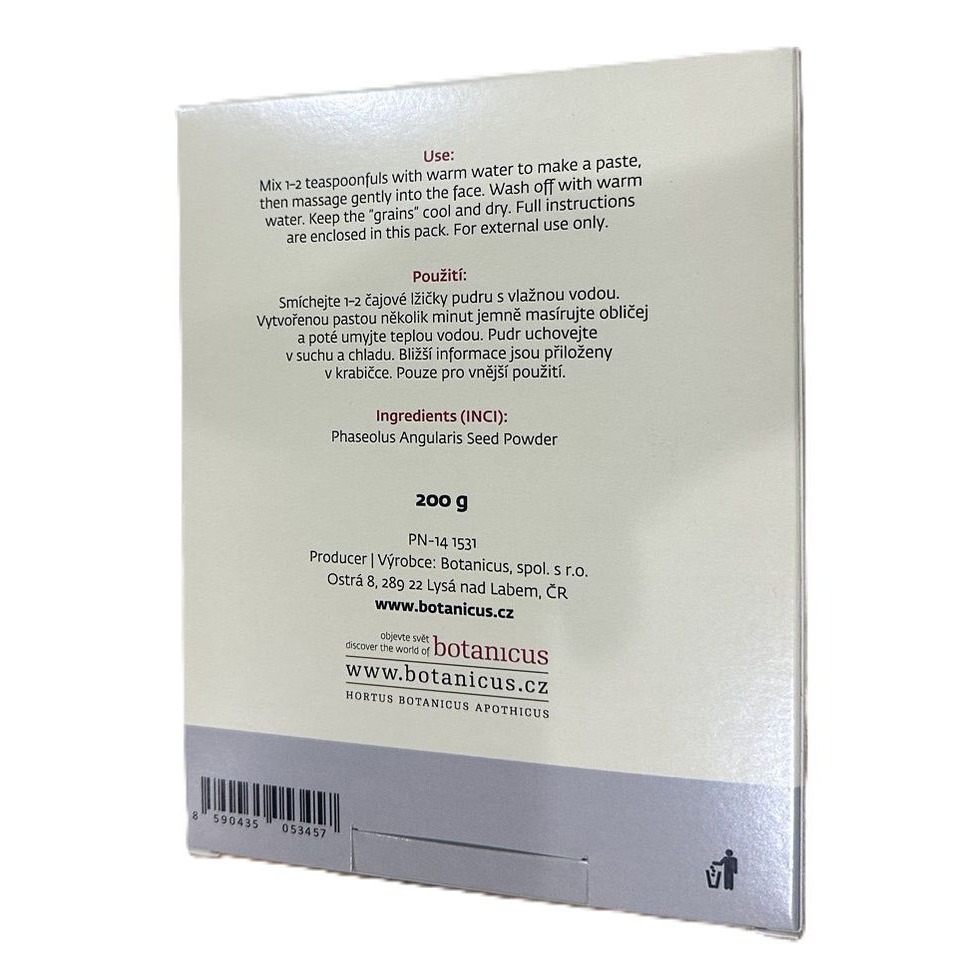 Use:
Mix 1-2 teaspoonfuls with warm water to make a paste,
then massage gently into the face. Wash off with warm
water. Keep the "grains" cool and dry. Full instructions
are enclosed in this pack. For external use only.
Použití:
Smíchejte 1-2 čajové lžičky pudru s vlažnou vodou.
Vytvořenou pastou několik minut jemně masírujte obličej
a poté umyjte teplou vodou. Pudr uchovejte
v suchu a chladu. Bližší informace jsou přiloženy
v krabičce. Pouze pro vnější použití.
Ingredients (INCI):
Phaseolus Angularis Seed Powder
200 g
PN-14 1531
Producer | Výrobce: Botanicus, spol. s r.o.
Ostrá 8, 289 22 Lysá nad Labem, ČR
www.botanicus.cz
objevte svět
discover the world of botanicus
www.botanicus.cz
HORTUS BOTANICUS APOTHICUS
8 590435 053457